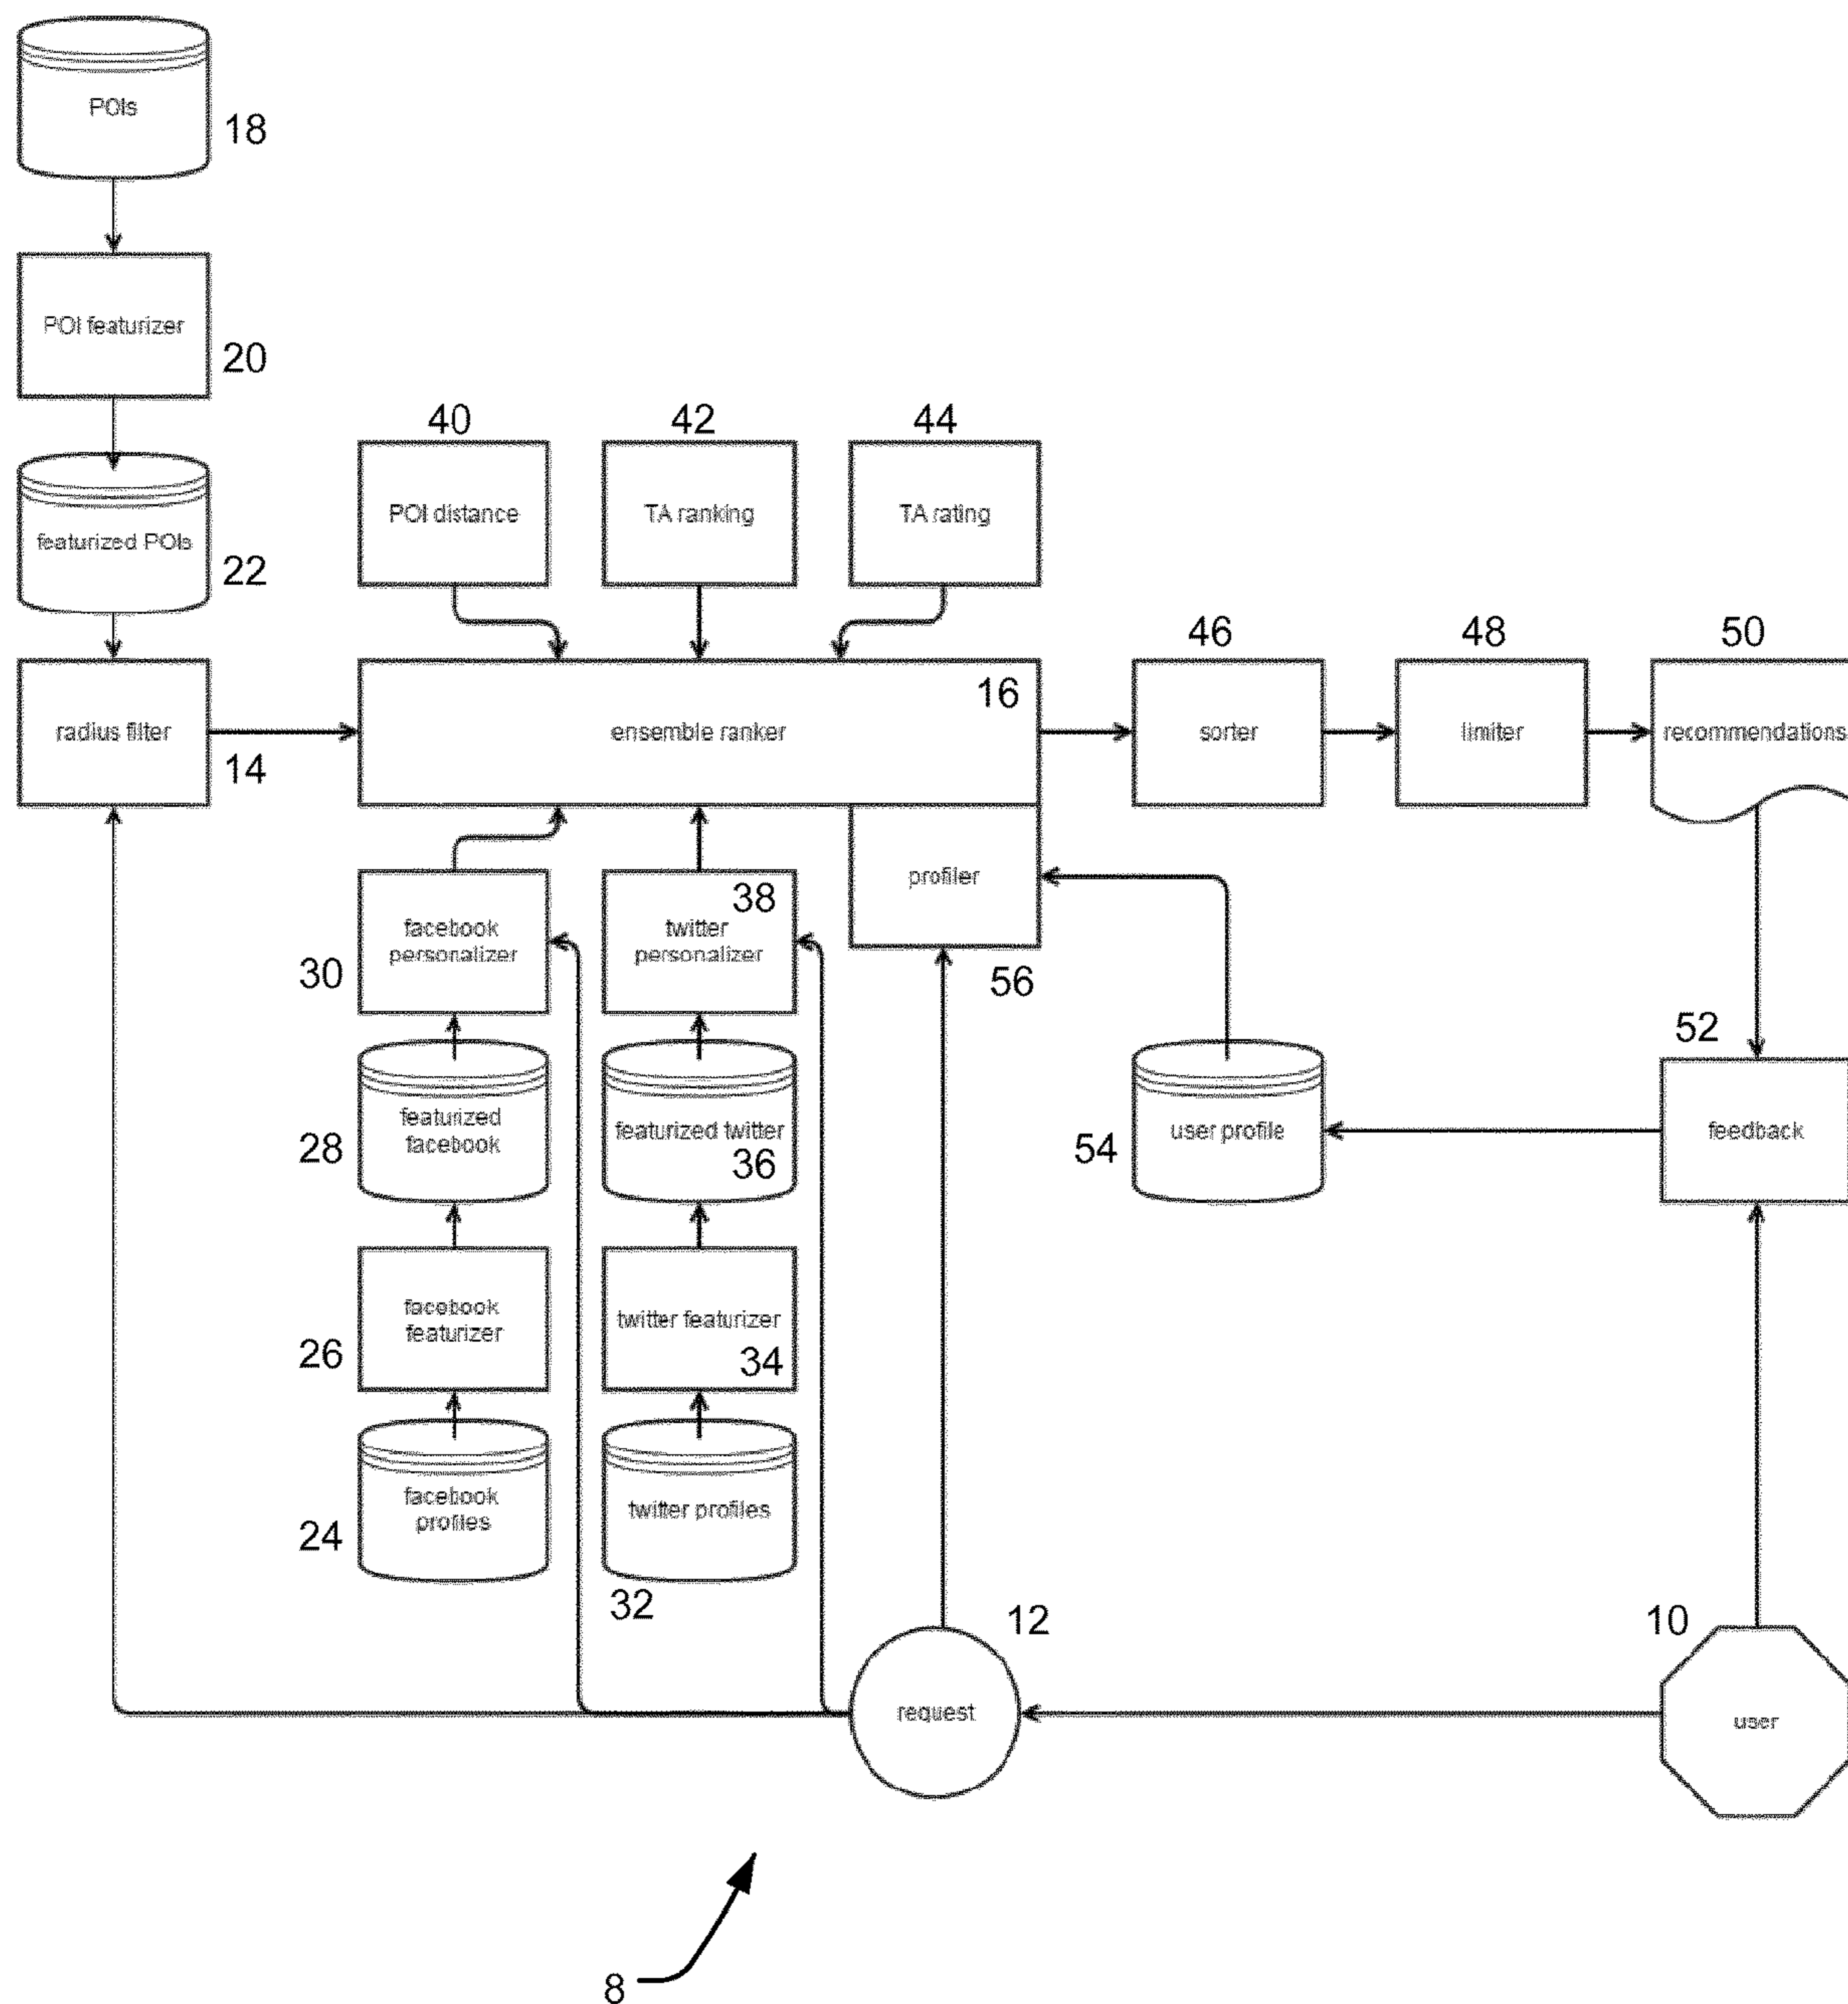 POIs
18
POI featurizer
20
featurized POIs
22
40
42
44
POI distance
TA ranking
TA rating
radius filter
14
16
ensemble ranker
46
sorter
48
limiter
50
recommendations
profiler
56
30
facebook
personalizer
38
twitter
personalizer
28
featurized
facebook
featurized twitter
36
54
user profile
52
feedback
26
facebook
featurizer
twitter featurizer
34
24
facebook
profiles
twitter profiles
32
12
request
10
user
8